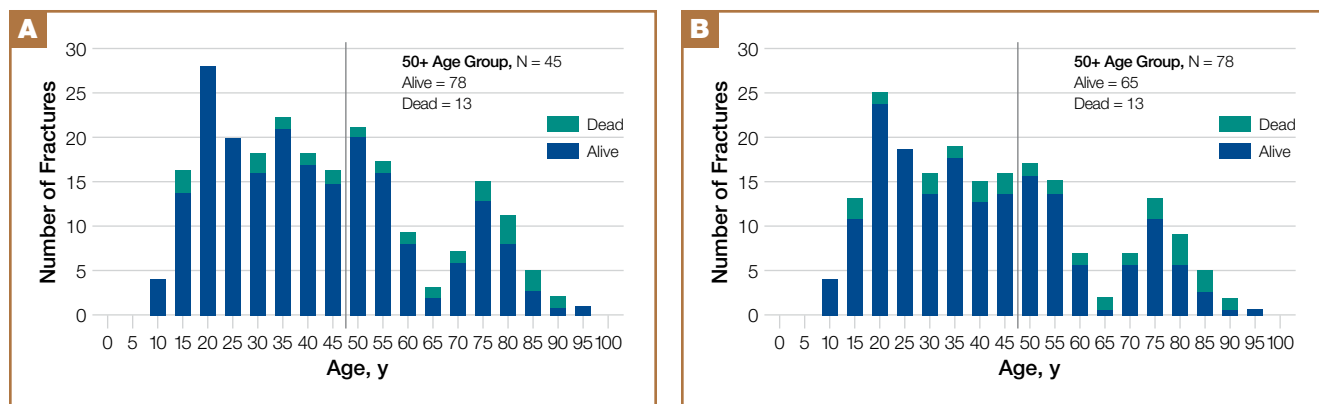 A
30
25
20
15
10
5
0
Number of Fractures
50+ Age Group, N = 45
Alive = 78
Dead = 13
Dead
Alive
0 5 10 15 20 25 30 35 40 45 50 55 60 65 70 75 80 85 90 95 100
Age, y
B
30
25
20
15
10
5
0
Number of Fractures
50+ Age Group, N = 78
Alive = 65
Dead = 13
Dead
Alive
0 5 10 15 20 25 30 35 40 45 50 55 60 65 70 75 80 85 90 95 100
Age, y